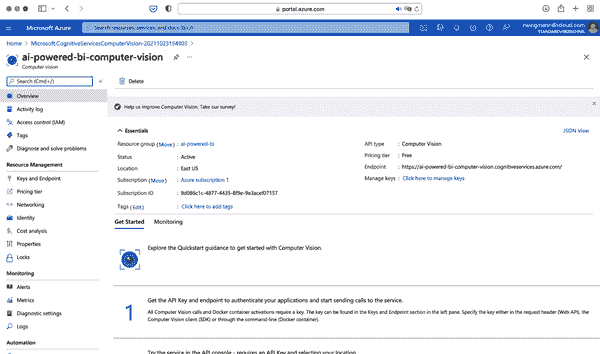 portal.azure.com
Microsoft Azure
Search resources, services, and docs (G+/)
Home > Microsoft.CognitiveServicesComputerVision-20211023154903 >
ai-powered-bi-computer-vision
Computer vision
Search (Cmd+/)
Delete
Overview
Activity log
Access control (IAM)
Tags
Diagnose and solve problems
Resource Management
Keys and Endpoint
Pricing tier
Networking
Identity
Cost analysis
Properties
Locks
Monitoring
Alerts
Metrics
Diagnostic settings
Logs
Automation
Help us improve Computer Vision. Take our survey!
Essentials
JSON View
Resource group (Move) : ai-powered-bi
Status : Active
Location : East US
Subscription (Move) : Azure subscription 1
Subscription ID : 9d086c1c-4877-4435-8f9e-9e3acef07157
Tags (Edit) : Click here to add tags
API type : Computer Vision
Pricing tier : Free
Endpoint : https://ai-powered-bi-computer-vision.cognitiveservices.azure.com/
Manage keys : Click here to manage keys
Get Started
Monitoring
Explore the Quickstart guidance to get started with Computer Vision.
1
Get the API Key and endpoint to authenticate your applications and start sending calls to the service.
All Computer Vision calls and Docker container activations require a key. The key can be found in the Keys and Endpoint section in the left pane. Specify the key either in the request header (Web API), the
Computer Vision client (SDK) or through the command-line (Docker container).
Try the service in the API console - requires an API Key and selecting your location